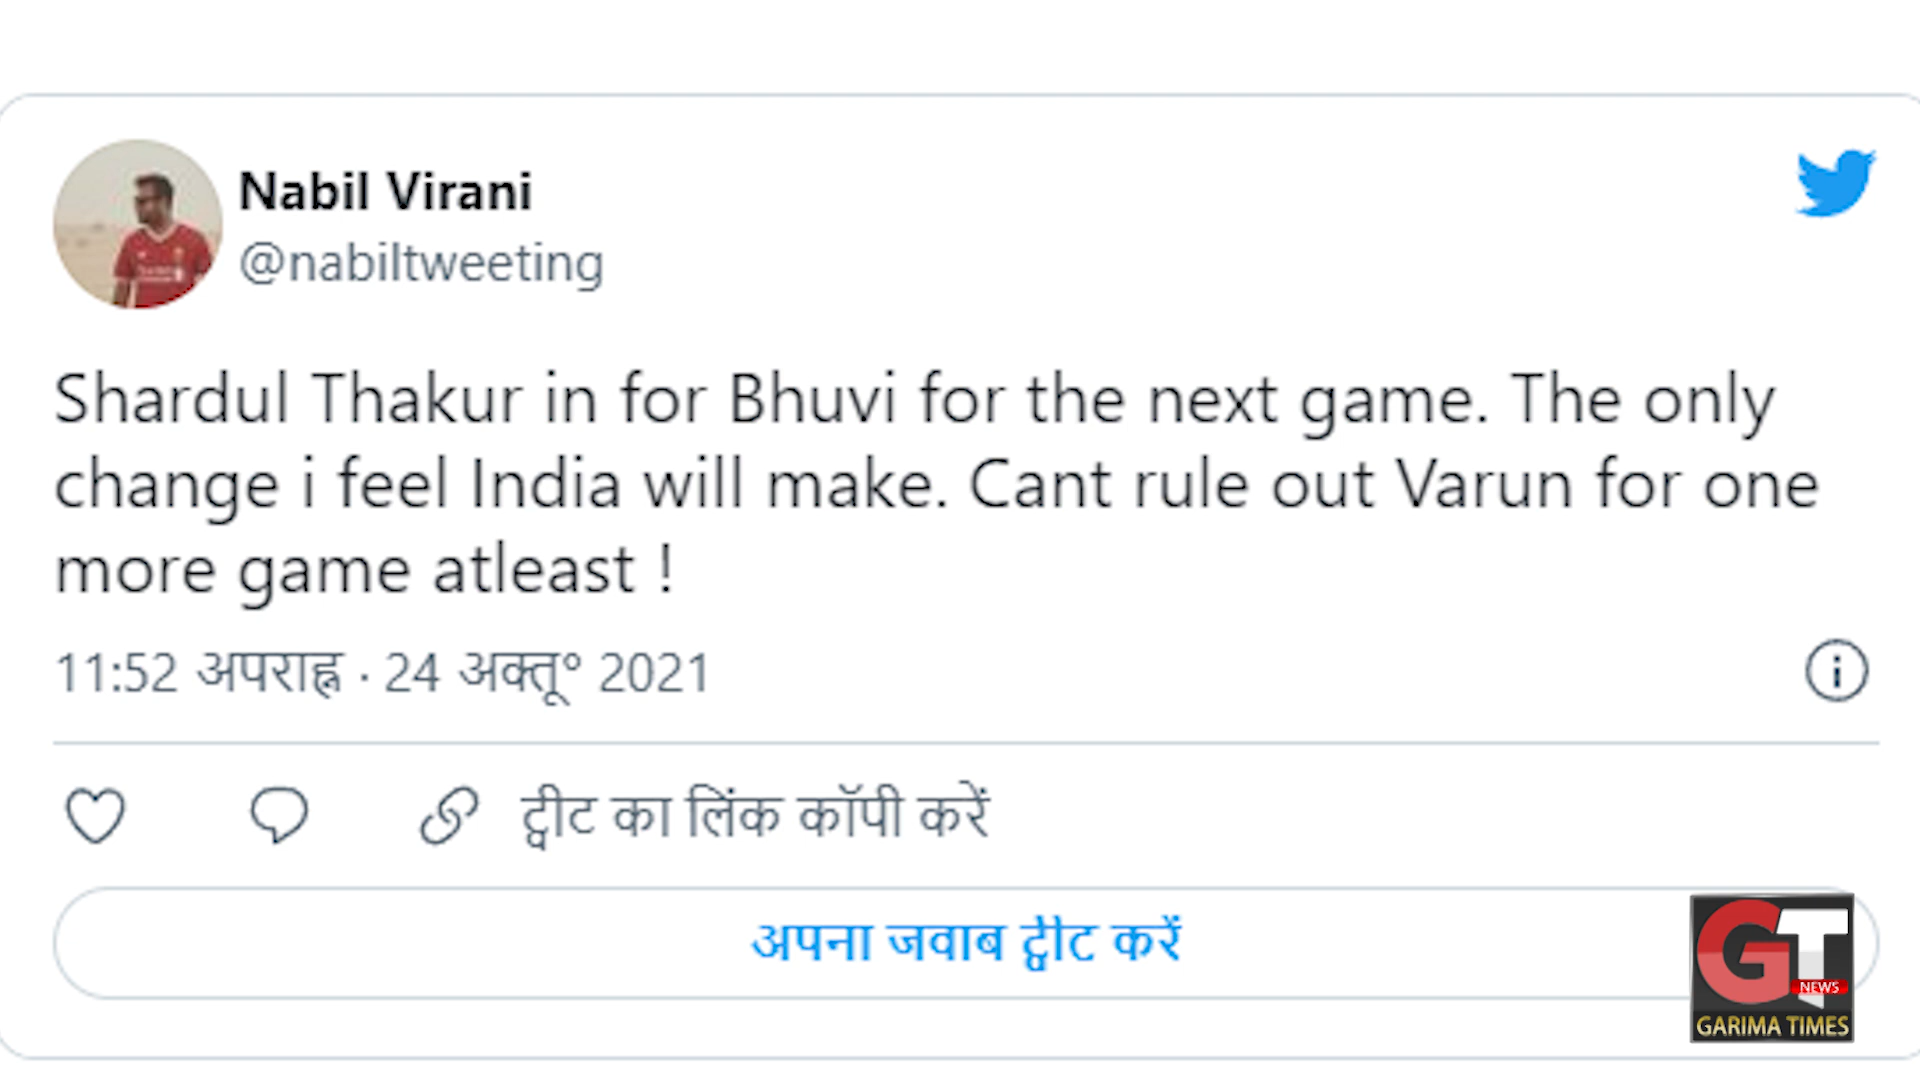 Nabil Virani
@nabiltweeting
Shardul Thakur in for Bhuvi for the next game. The only
change i feel India will make. Cant rule out Varun for one
more game atleast !
11:52 अपराह्न · 24 अक्तू॰ 2021
ट्वीट का लिंक कॉपी करें
अपना जवाब ट्वीट करें
GT
NEWS
GARIMA TIMES